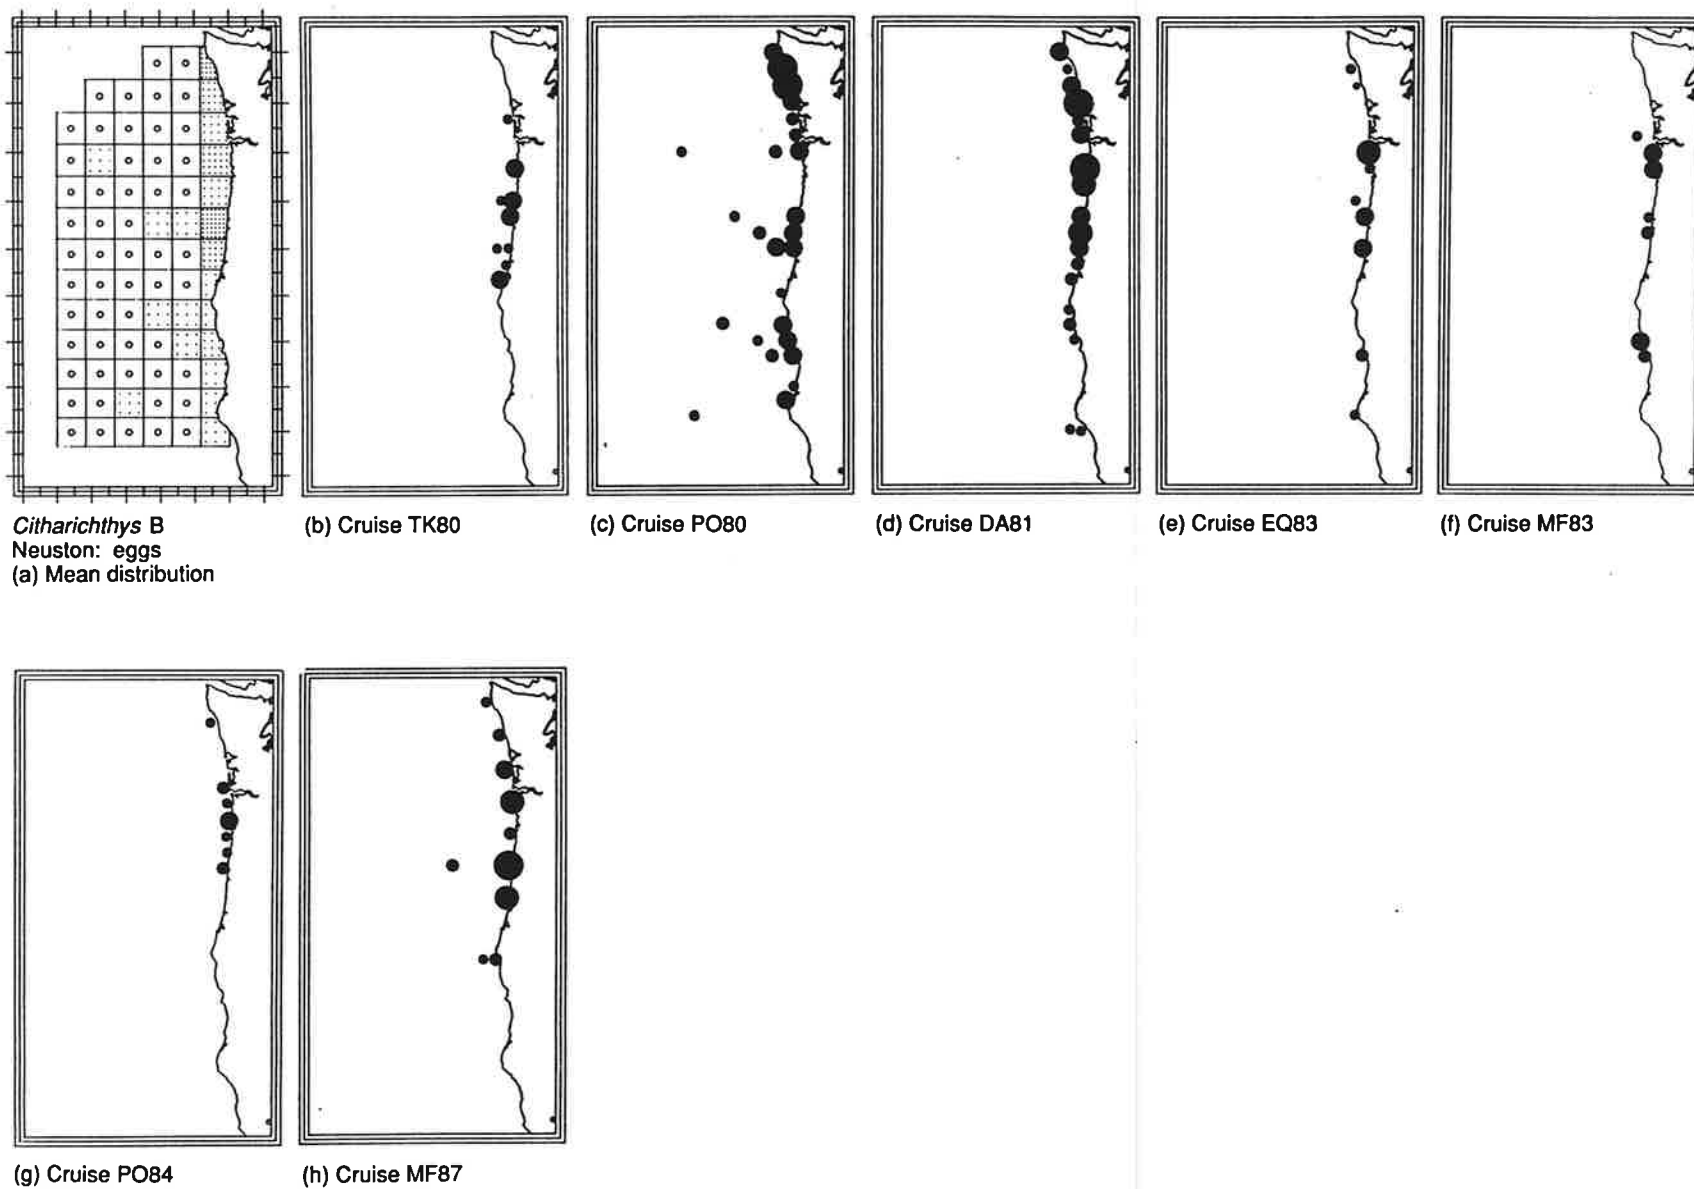 Citharichthys B
Neuston: eggs
(a) Mean distribution
(b) Cruise TK80
(c) Cruise PO80
(d) Cruise DA81
(e) Cruise EQ83
(f) Cruise MF83
(g) Cruise PO84
(h) Cruise MF87